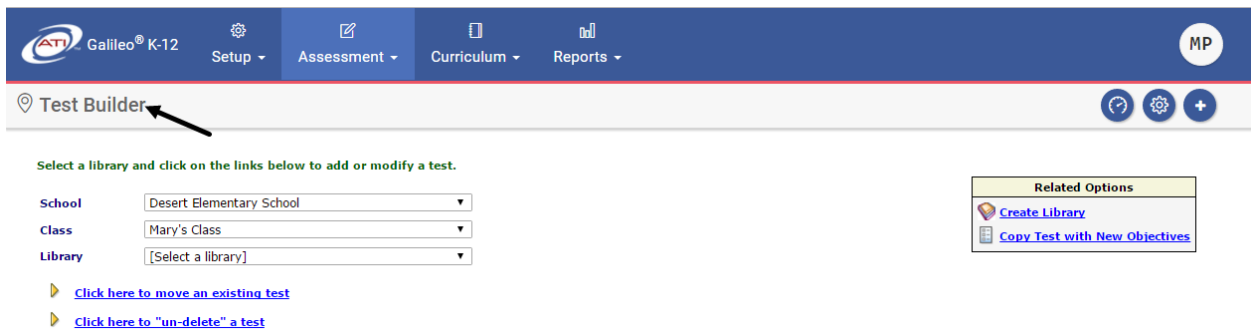 ATI Galileo® K-12
Setup
Assessment
Curriculum
Reports
MP
Test Builder
Select a library and click on the links below to add or modify a test.
School Desert Elementary School
Class Mary's Class
Library [Select a library]
Click here to move an existing test
Click here to "un-delete" a test
Related Options
Create Library
Copy Test with New Objectives